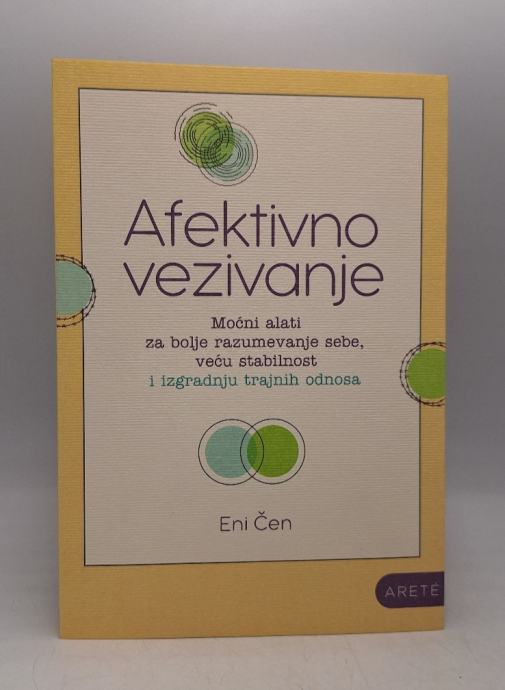 Afektivno
vezivanje
Moćni alati
za bolje razumevanje sebe,
veću stabilnost
i izgradnju trajnih odnosa
Eni Čen
ARETE